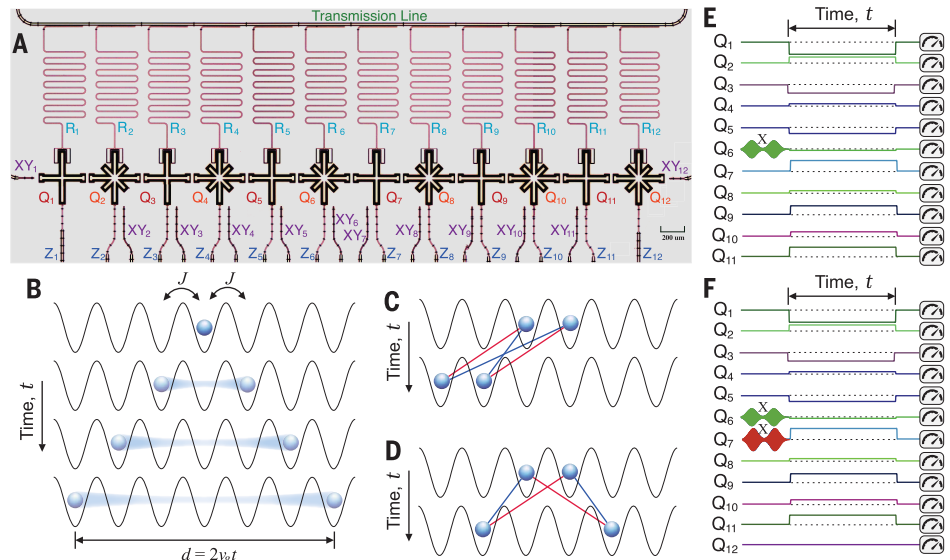 Transmission Line
A
R1 R2 R3 R4 R5 R6 R7 R8 R9 R10 R11 R12
XY1 XY12
Q1 Q2 Q3 Q4 Q5 Q6 Q7 Q8 Q9 Q10 Q11 Q12
XY2 XY3 XY4 XY5 XY6 XY7 XY8 XY9 XY10 XY11
200 um
Z1 Z2 Z3 Z4 Z5 Z6 Z7 Z8 Z9 Z10 Z11 Z12
B
J J
Time, t
d = 2vgt
C
Time, t
D
Time, t
E
Time, t
Q1
Q2
Q3
Q4
Q5
X
Q6
Q7
Q8
Q9
Q10
Q11
F
Time, t
Q1
Q2
Q3
Q4
Q5
X
Q6
X
Q7
Q8
Q9
Q10
Q11
Q12